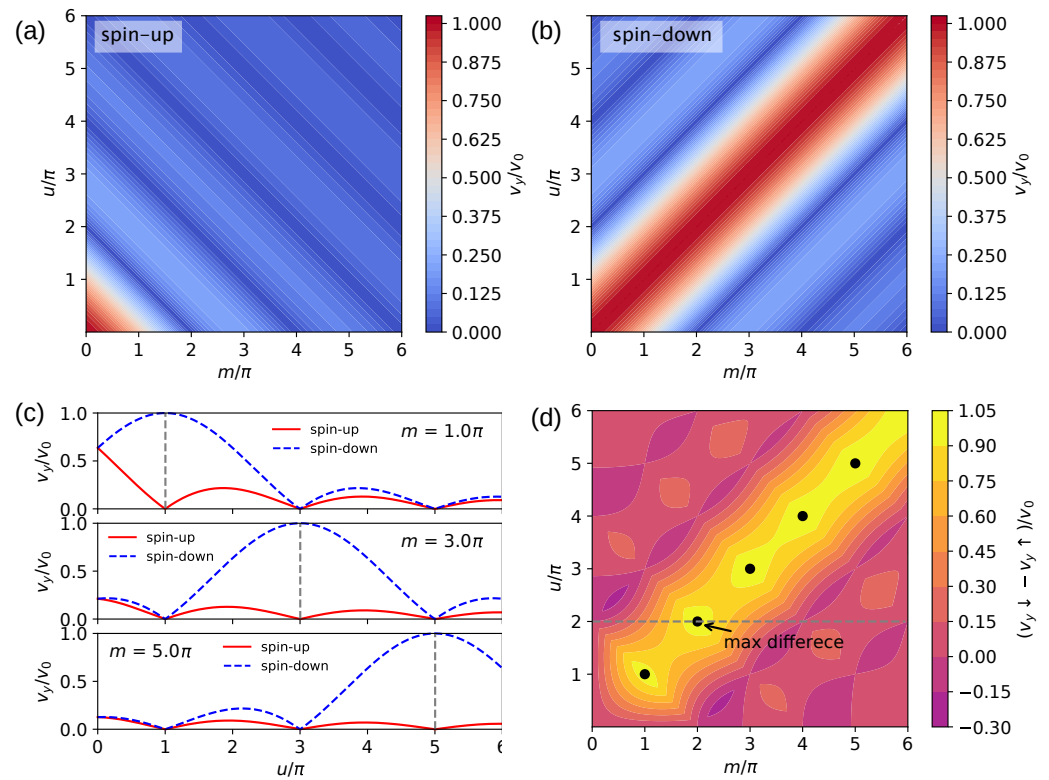 (a)
spin-up
6
5
4
3
2
1
u/π
0 1 2 3 4 5 6
m/π
1.000
0.875
0.750
0.625
0.500
0.375
0.250
0.125
0.000
v_y/v_0
(b)
spin-down
6
5
4
3
2
1
u/π
0 1 2 3 4 5 6
m/π
1.000
0.875
0.750
0.625
0.500
0.375
0.250
0.125
0.000
v_y/v_0
(c)
1.0
0.5
0.0
v_y/v_0
spin-up
spin-down
m = 1.0π
1.0
0.5
0.0
v_y/v_0
spin-up
spin-down
m = 3.0π
1.0
0.5
0.0
v_y/v_0
m = 5.0π
spin-up
spin-down
0 1 2 3 4 5 6
u/π
(d)
6
5
4
3
2
1
u/π
max differece
0 1 2 3 4 5 6
m/π
1.05
0.90
0.75
0.60
0.45
0.30
0.15
0.00
−0.15
−0.30
(v_y ↓ − v_y ↑)/v_0